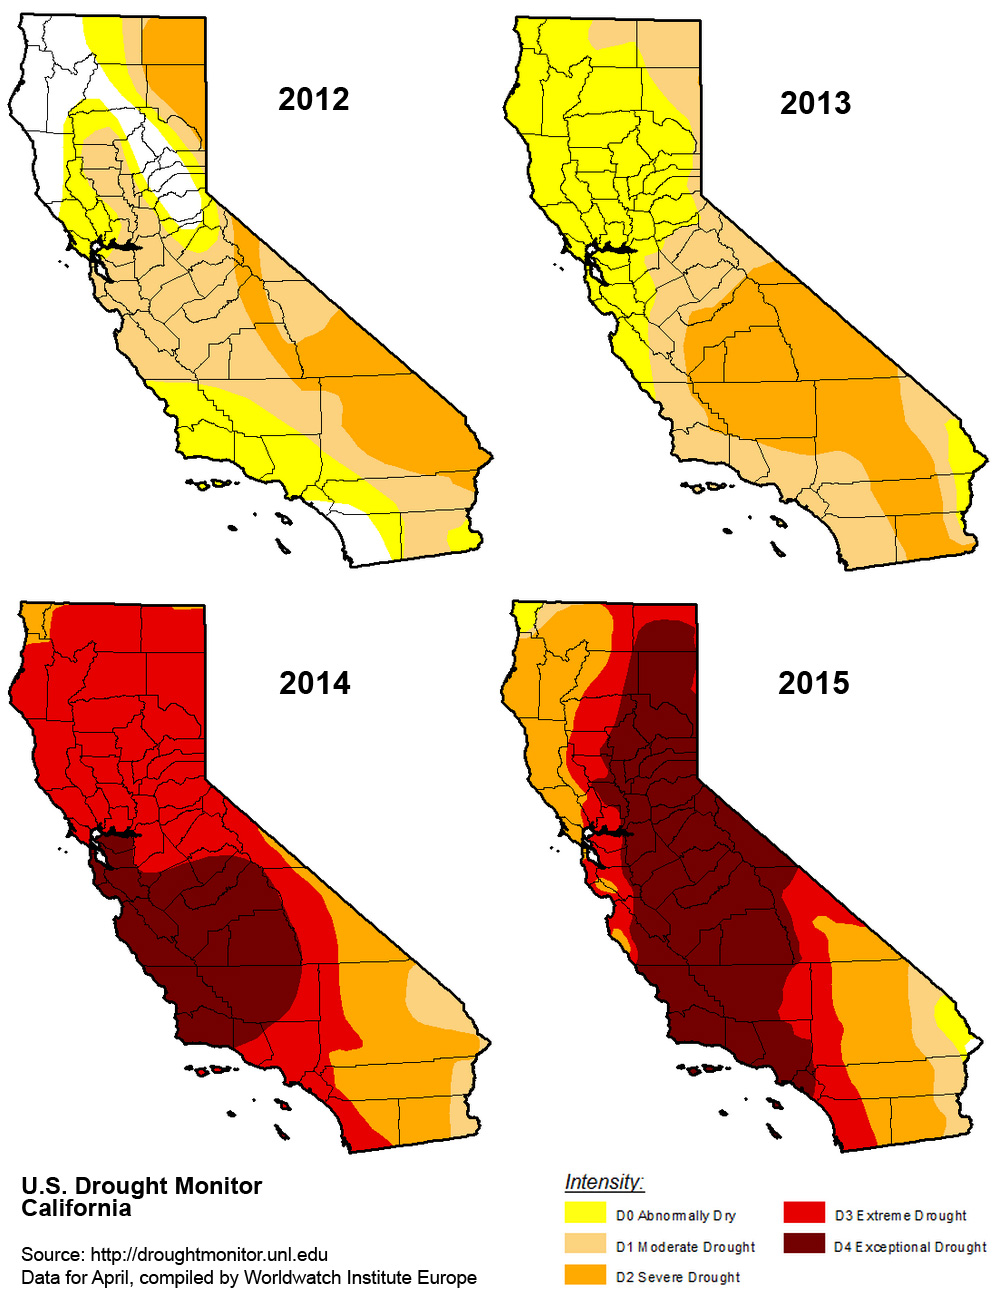 2012
2013
2014
2015
U.S. Drought Monitor
California
Source: http://droughtmonitor.unl.edu
Data for April, compiled by Worldwatch Institute Europe
Intensity:
D0 Abnormally Dry
D1 Moderate Drought
D2 Severe Drought
D3 Extreme Drought
D4 Exceptional Drought